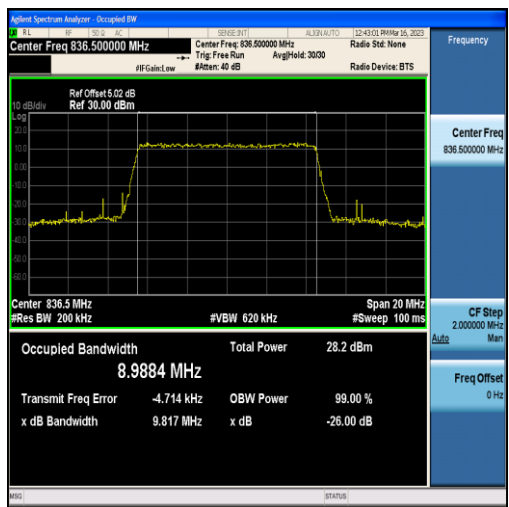 Agilent Spectrum Analyzer - Occupied BW
RL RF 50 Ω AC SENSE:INT ALIGN AUTO 12:43:01 PM Mar 16, 2023
Center Freq 836.500000 MHz
Center Freq: 836.500000 MHz
Radio Std: None
Trig: Free Run Avg|Hold: 30/30
#IFGain:Low #Atten: 40 dB Radio Device: BTS
Ref Offset 5.02 dB
10 dB/div Ref 30.00 dBm
Log
20.0
10.0
0.00
-10.0
-20.0
-30.0
-40.0
-50.0
-60.0
Center 836.5 MHz Span 20 MHz
#Res BW 200 kHz #VBW 620 kHz #Sweep 100 ms
Occupied Bandwidth Total Power 28.2 dBm
8.9884 MHz
Transmit Freq Error -4.714 kHz OBW Power 99.00 %
x dB Bandwidth 9.817 MHz x dB -26.00 dB
MSG STATUS
Frequency
Center Freq
836.500000 MHz
CF Step
2.000000 MHz
Auto Man
Freq Offset
0 Hz